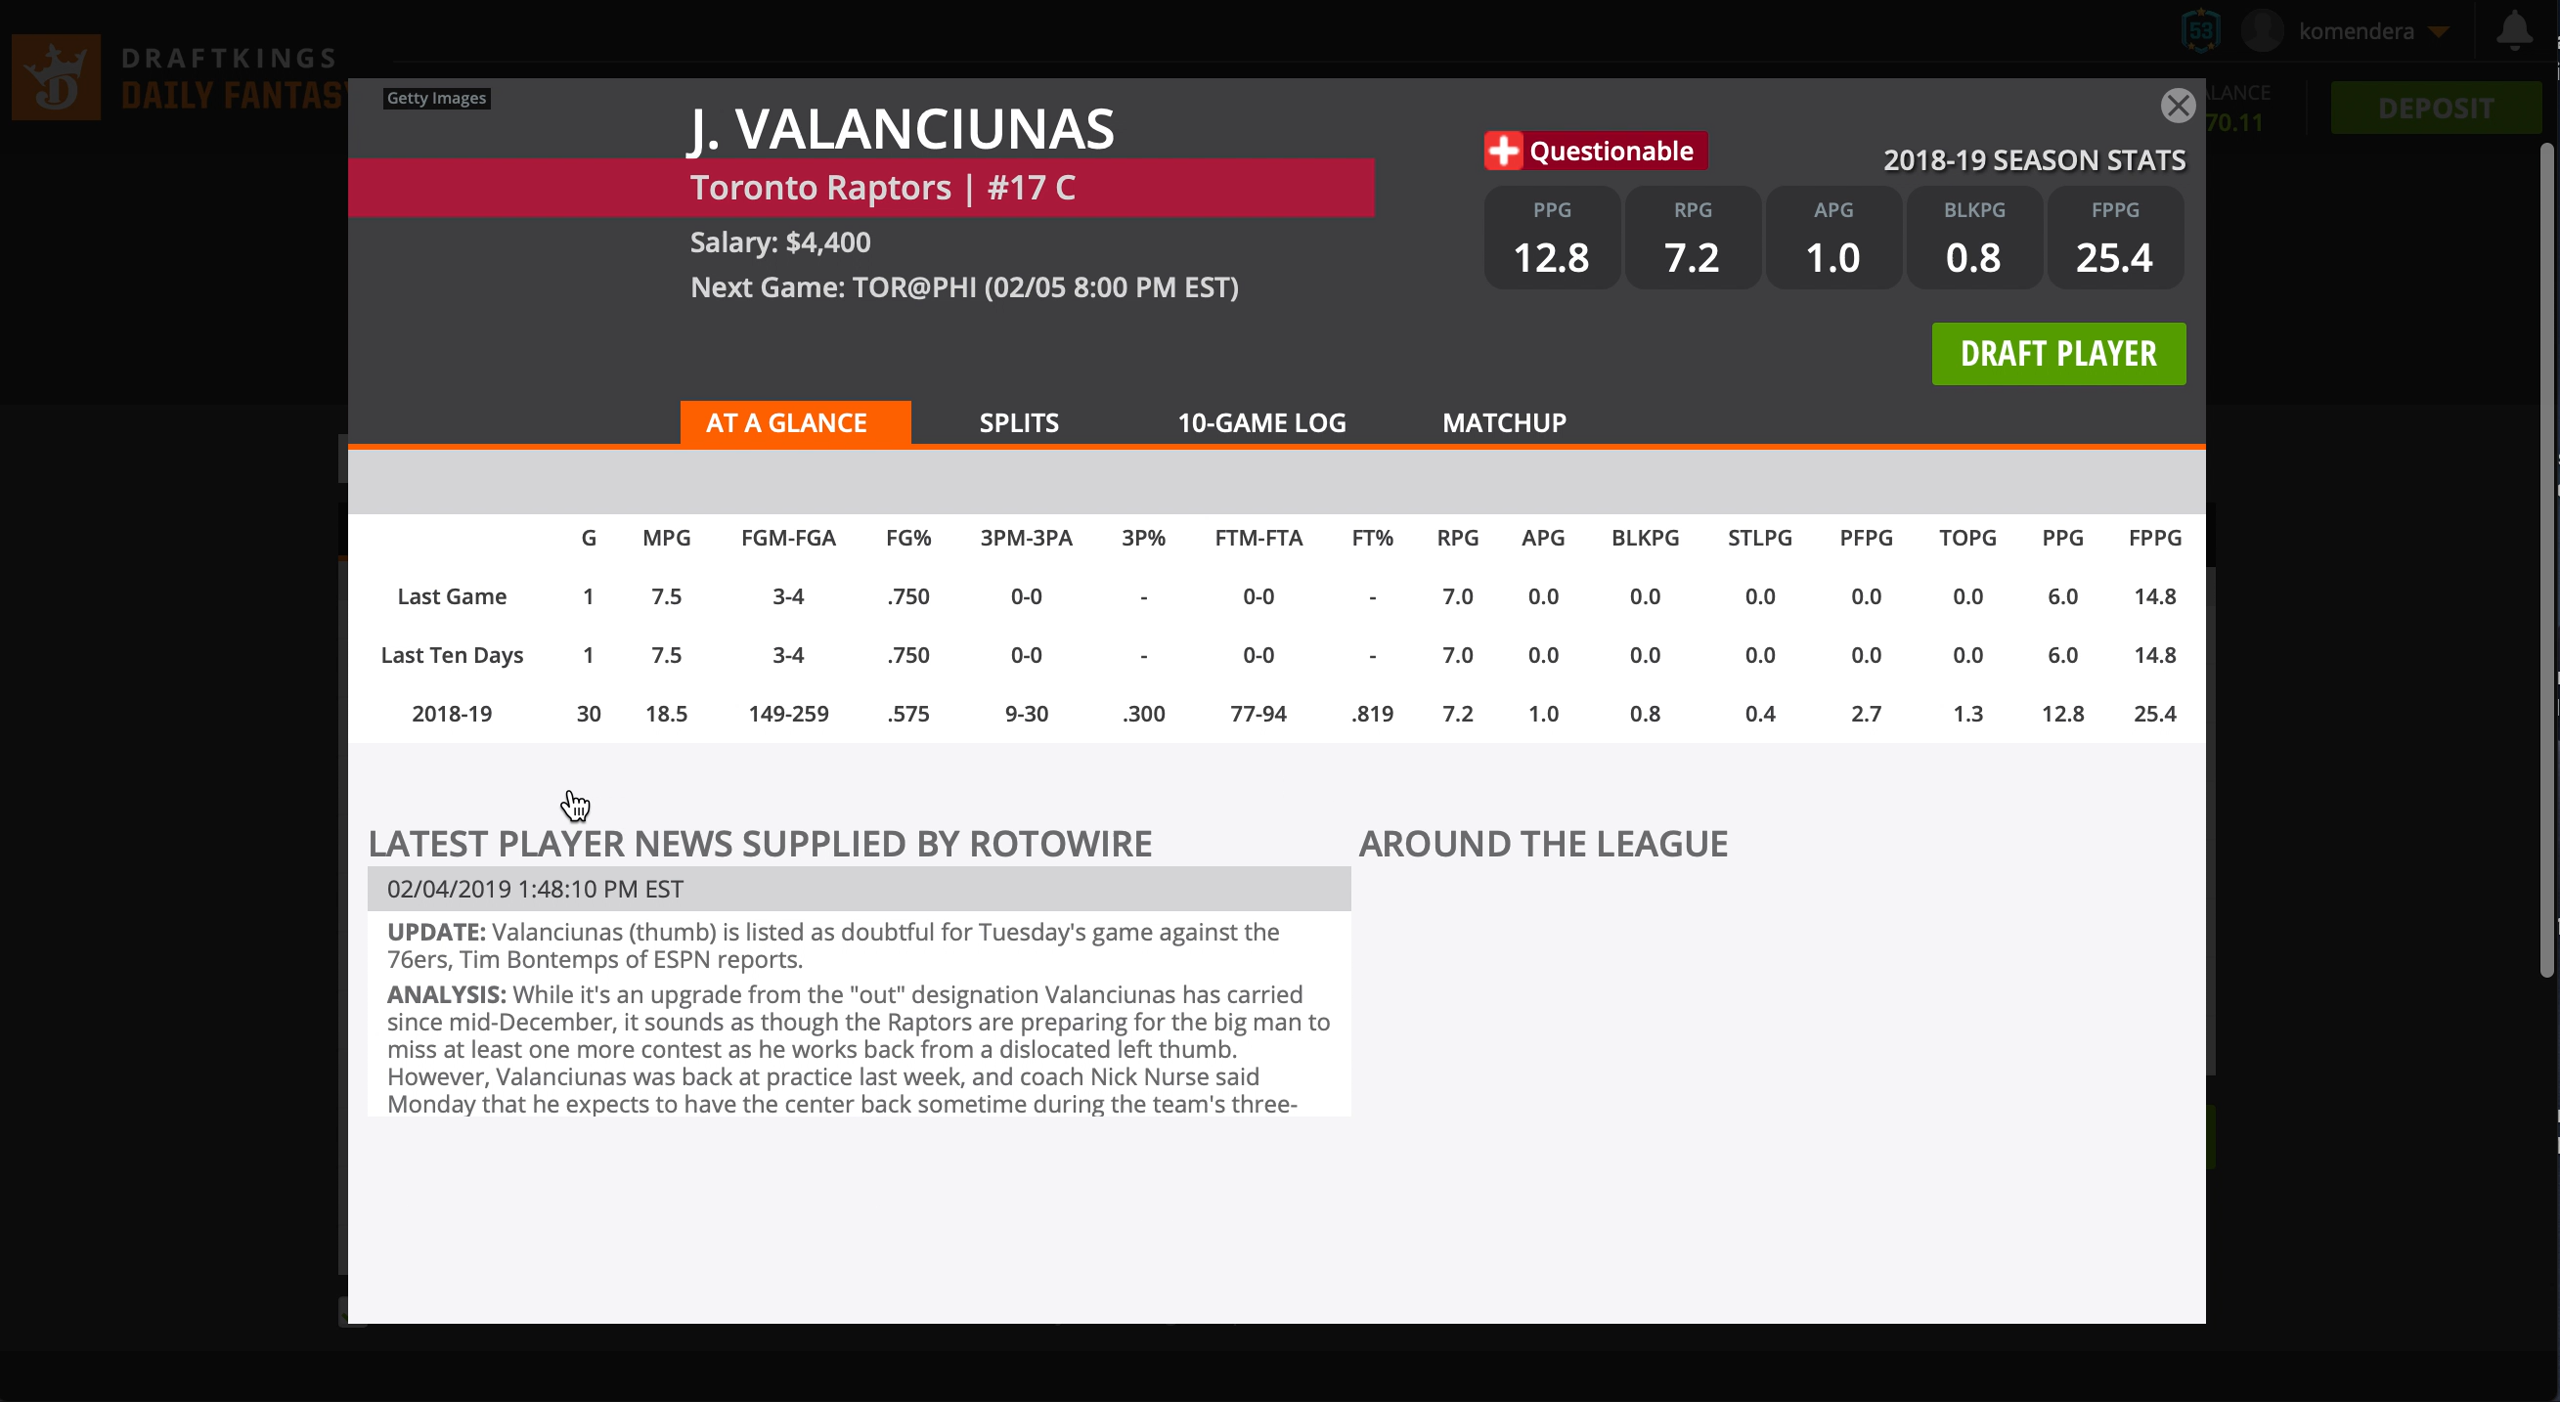 DRAFTKINGS
DAILY FANTASY
53
komendera
LANCE
70.11
DEPOSIT
Getty Images
J. VALANCIUNAS
Toronto Raptors | #17 C
Salary: $4,400
Next Game: TOR@PHI (02/05 8:00 PM EST)
Questionable
2018-19 SEASON STATS
PPG RPG APG BLKPG FPPG
12.8 7.2 1.0 0.8 25.4
DRAFT PLAYER
AT A GLANCE SPLITS 10-GAME LOG MATCHUP
G MPG FGM-FGA FG% 3PM-3PA 3P% FTM-FTA FT% RPG APG BLKPG STLPG PFPG TOPG PPG FPPG
Last Game 1 7.5 3-4 .750 0-0 - 0-0 - 7.0 0.0 0.0 0.0 0.0 0.0 6.0 14.8
Last Ten Days 1 7.5 3-4 .750 0-0 - 0-0 - 7.0 0.0 0.0 0.0 0.0 0.0 6.0 14.8
2018-19 30 18.5 149-259 .575 9-30 .300 77-94 .819 7.2 1.0 0.8 0.4 2.7 1.3 12.8 25.4
LATEST PLAYER NEWS SUPPLIED BY ROTOWIRE
02/04/2019 1:48:10 PM EST
UPDATE: Valanciunas (thumb) is listed as doubtful for Tuesday's game against the
76ers, Tim Bontemps of ESPN reports.
ANALYSIS: While it's an upgrade from the "out" designation Valanciunas has carried
since mid-December, it sounds as though the Raptors are preparing for the big man to
miss at least one more contest as he works back from a dislocated left thumb.
However, Valanciunas was back at practice last week, and coach Nick Nurse said
Monday that he expects to have the center back sometime during the team's three-
AROUND THE LEAGUE